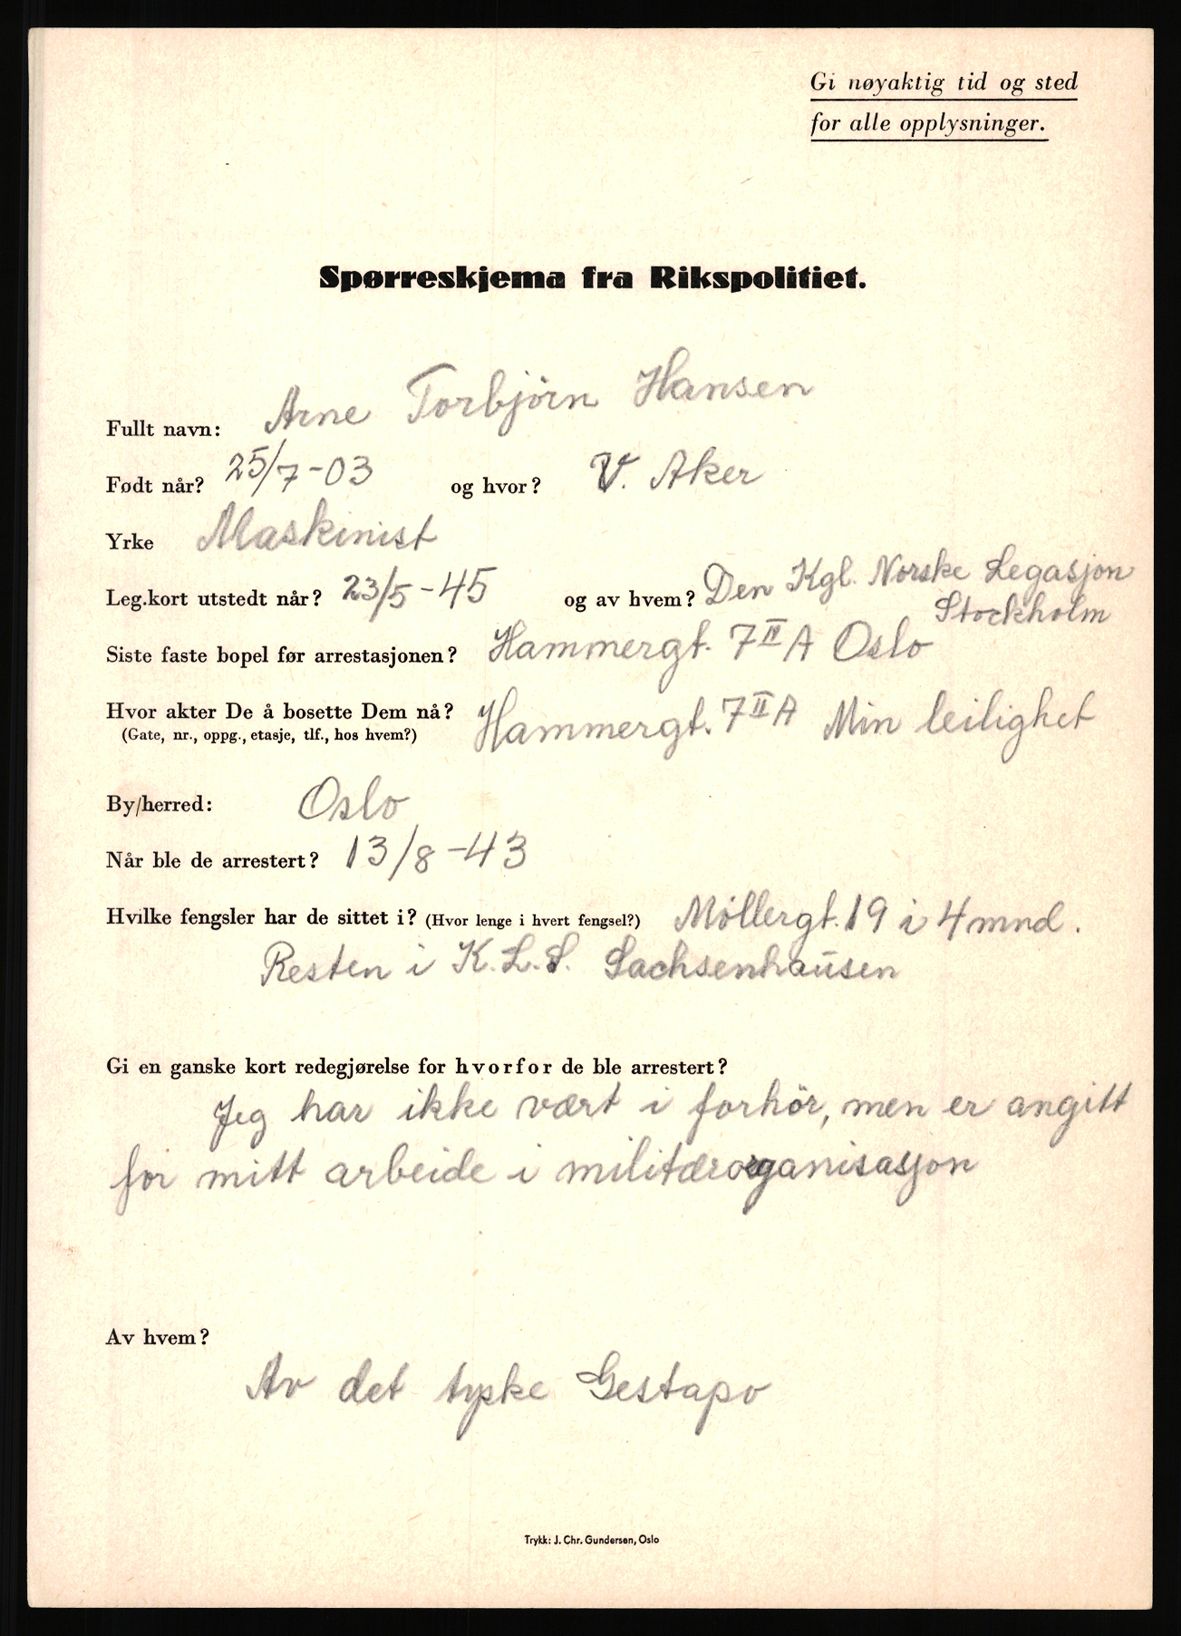 Gi nøyaktig tid og sted
for alle opplysninger.
Spørreskjema fra Rikspolitiet.
Fullt navn: Arne Torbjörn Hansen
Født når? 25/7-03 og hvor? V. Aker
Yrke Maskinist
Leg.kort utstedt når? 23/5-45 og av hvem? Den Kgl. Norske Legasjon
Stockholm
Siste faste bopel før arrestasjonen? Hammergt. 7 II A Oslo
Hvor akter De å bosette Dem nå? Hammergt. 7 II A Min leilighet
(Gate, nr., oppg., etasje, tlf., hos hvem?)
By/herred: Oslo
Når ble de arrestert? 13/8-43
Hvilke fengsler har de sittet i? (Hvor lenge i hvert fengsel?) Möllergt. 19 i 4 mnd.
Resten i K.L.S. Sachsenhausen
Gi en ganske kort redegjørelse for hvorfor de ble arrestert?
Jeg har ikke vært i forhör, men er angitt
for mitt arbeide i militærorganisasjon
Av hvem?
Av det tyske Gestapo
Trykk: J. Chr. Gundersen, Oslo